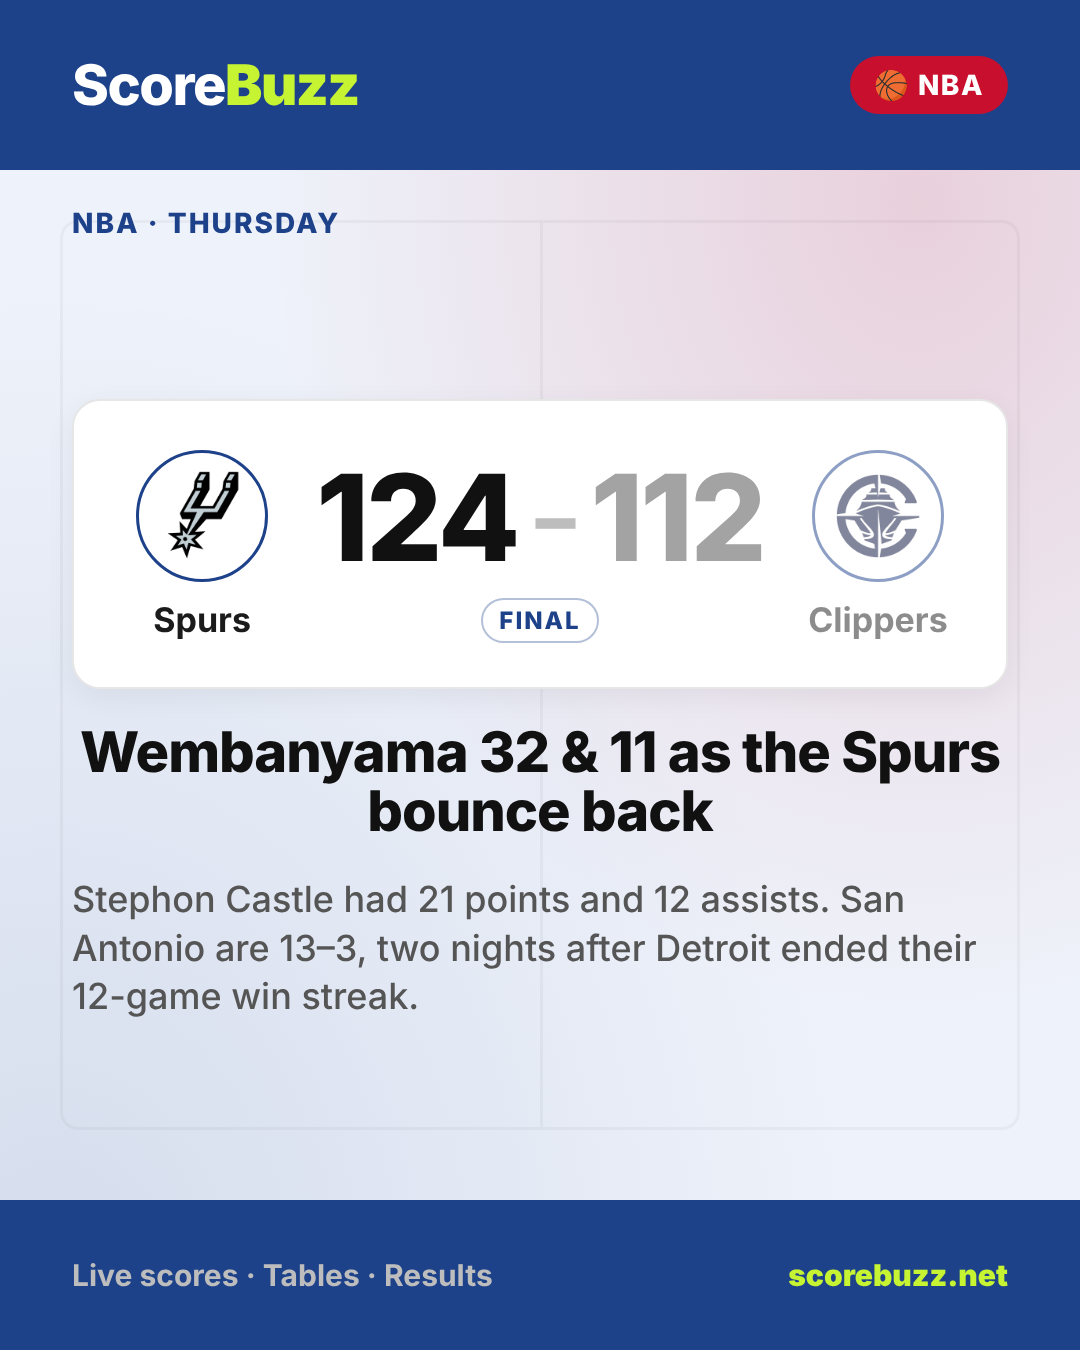 ScoreBuzz
🏀 NBA
NBA · THURSDAY
124 – 112
Spurs
FINAL
Clippers
Wembanyama 32 & 11 as the Spurs
bounce back
Stephon Castle had 21 points and 12 assists. San
Antonio are 13–3, two nights after Detroit ended their
12-game win streak.
Live scores · Tables · Results
scorebuzz.net